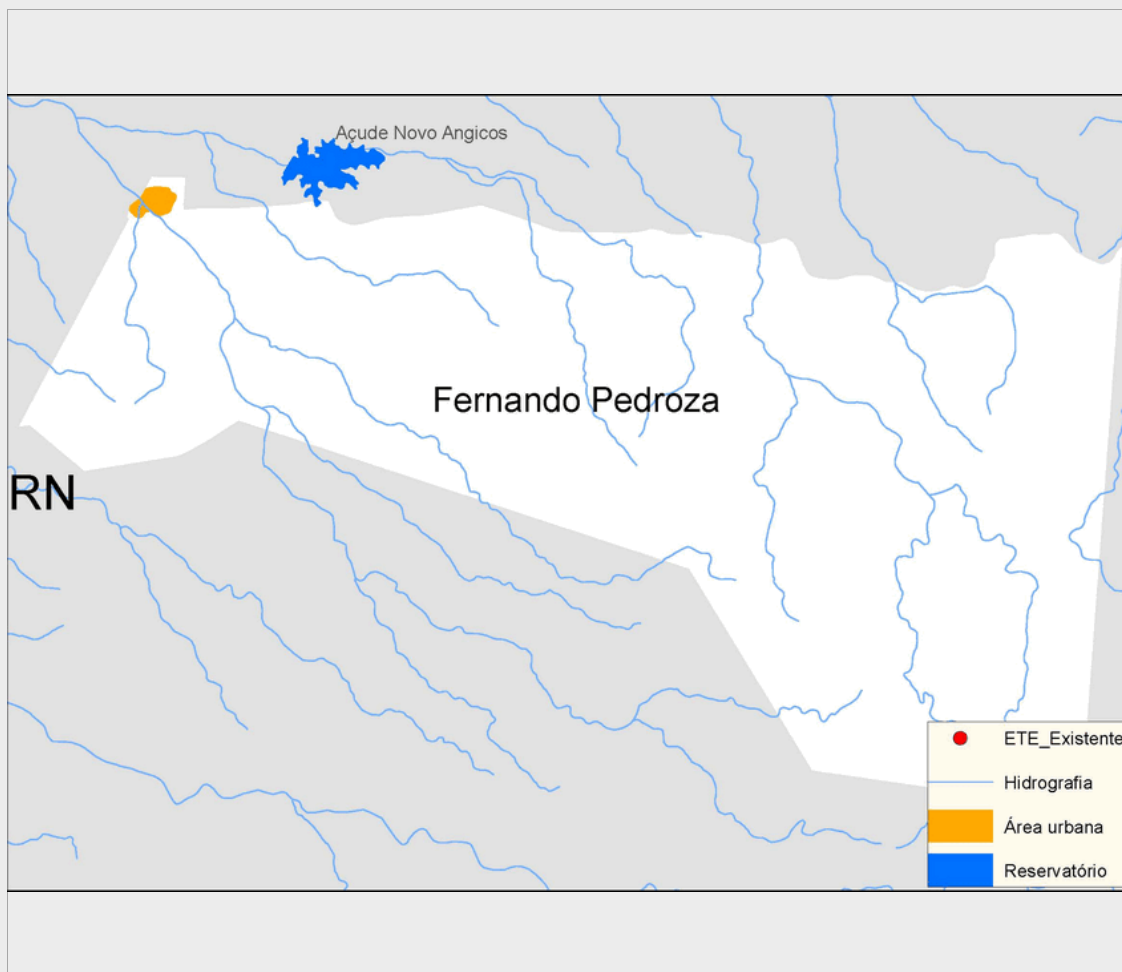 Açude Novo Angicos
Fernando Pedroza
RN
ETE_Existente
Hidrografia
Área urbana
Reservatório